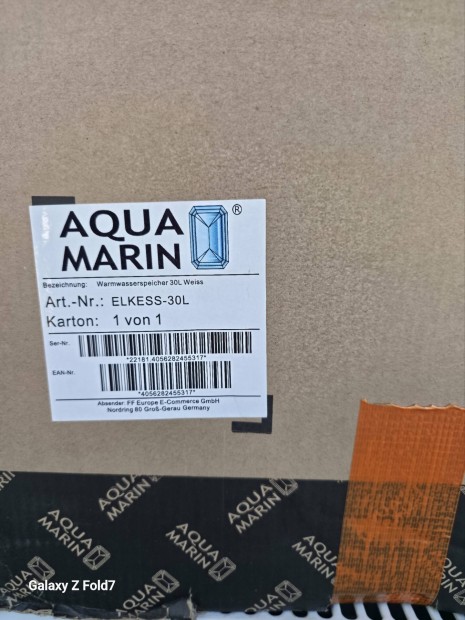 AQUA
MARIN
®
Bezeichnung: Warmwasserspeicher 30L Weiss
Art.-Nr.: ELKESS-30L
Karton: 1 von 1
Ser-Nr.
*22181.4056282455317*
EAN-Nr.
*4056282455317*
Absender: FF Europe E-Commerce GmbH
Nordring 80 Groß-Gerau Germany
AQUA
MARIN
AQUA
MARIN
AQUA
MARIN
AQUA
MARIN
AQUA
MARIN
Galaxy Z Fold7